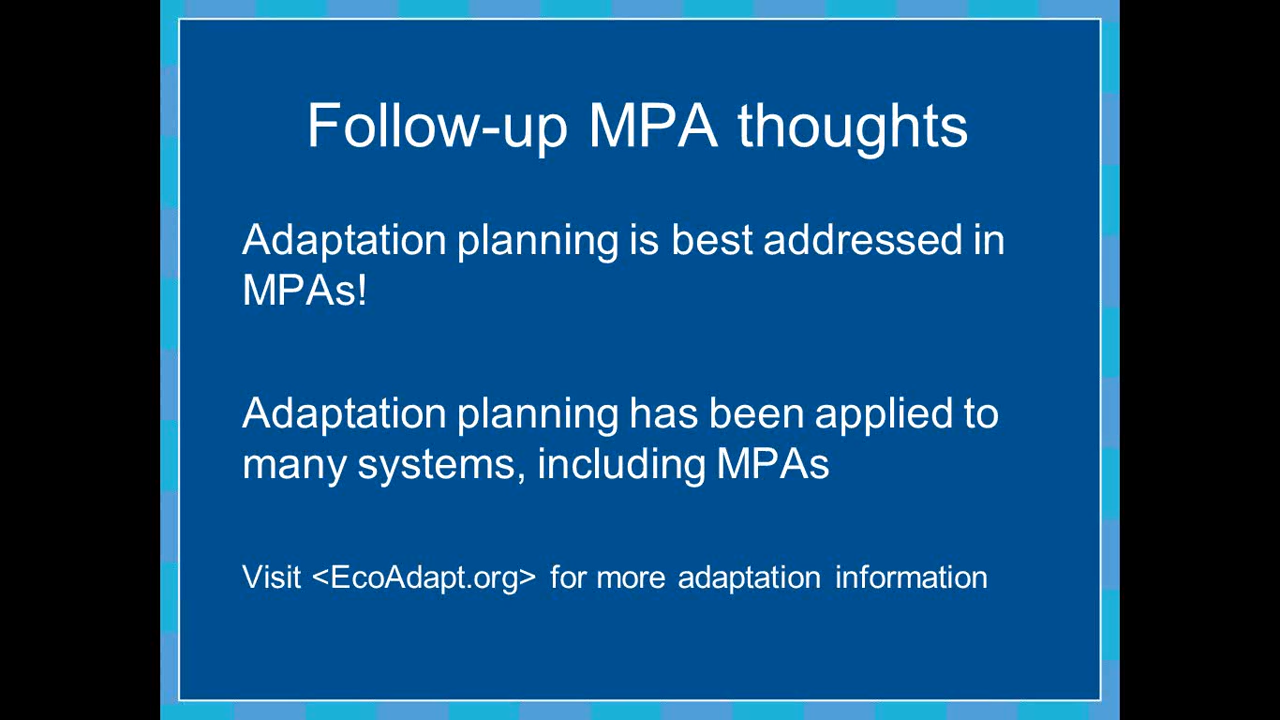 Follow-up MPA thoughts
Adaptation planning is best addressed in
MPAs!
Adaptation planning has been applied to
many systems, including MPAs
Visit <EcoAdapt.org> for more adaptation information